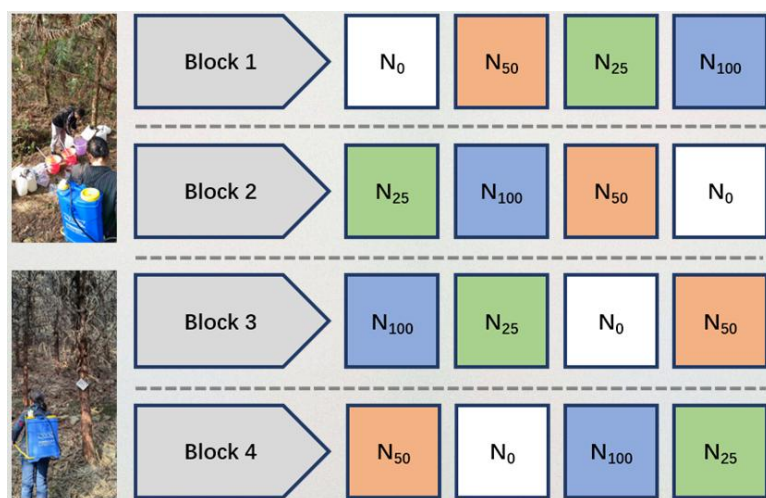 Block 1 N₀ N₅₀ N₂₅ N₁₀₀
Block 2 N₂₅ N₁₀₀ N₅₀ N₀
Block 3 N₁₀₀ N₂₅ N₀ N₅₀
Block 4 N₅₀ N₀ N₁₀₀ N₂₅